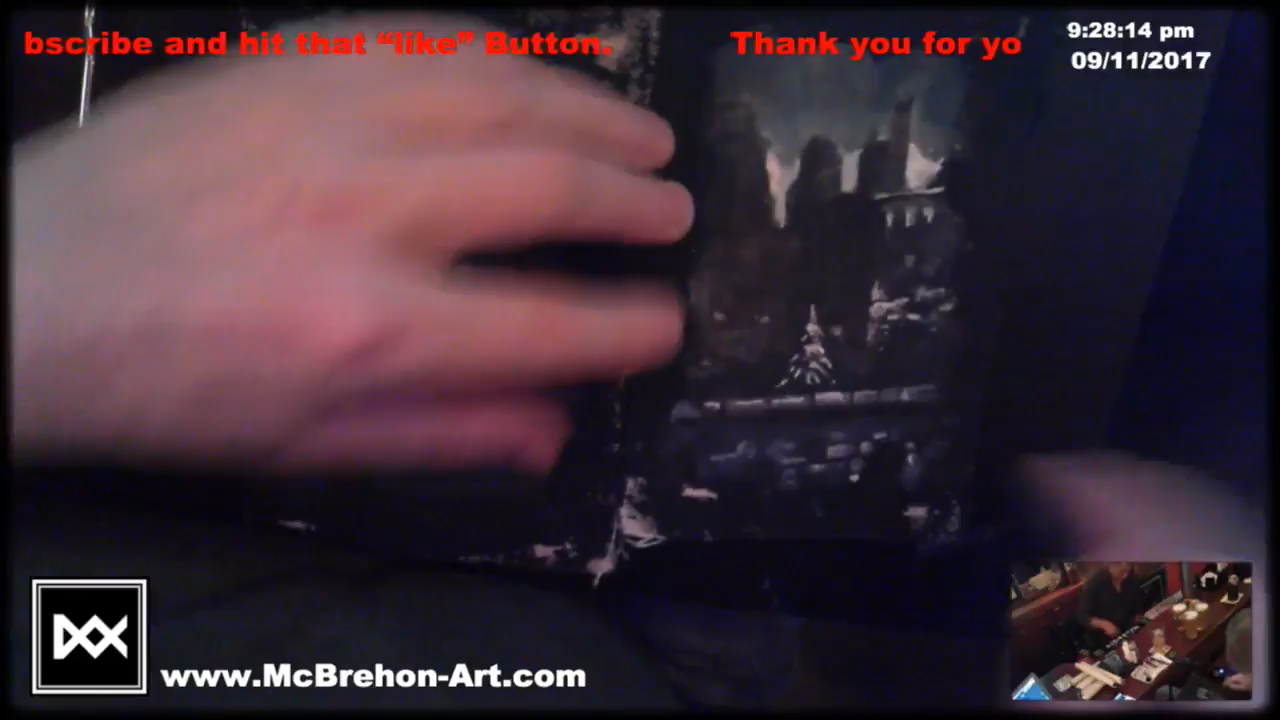 bscribe and hit that “like” Button. Thank you for yo
9:28:14 pm
09/11/2017
www.McBrehon-Art.com